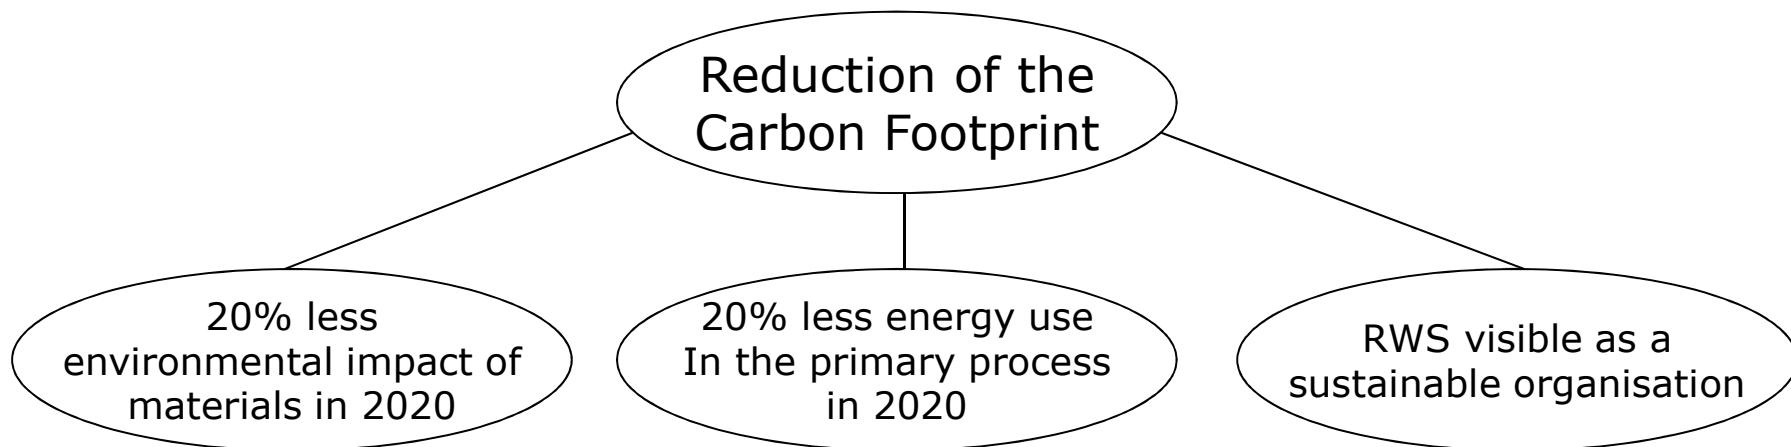 Reduction of the
Carbon Footprint
20% less
environmental impact of
materials in 2020
20% less energy use
In the primary process
in 2020
RWS visible as a
sustainable organisation